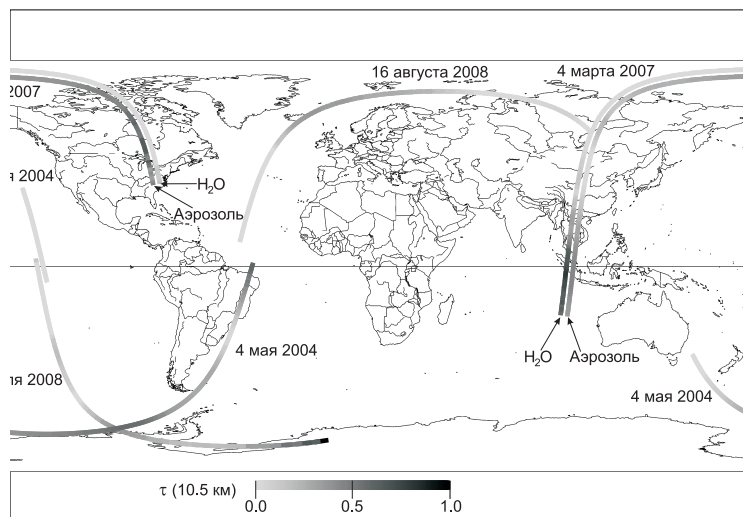 16 августа 2008
4 марта 2007
2007
2004
H₂O
Аэрозоль
4 мая 2004
2008
H₂O
Аэрозоль
4 мая 2004
τ (10.5 км)
0.0
0.5
1.0